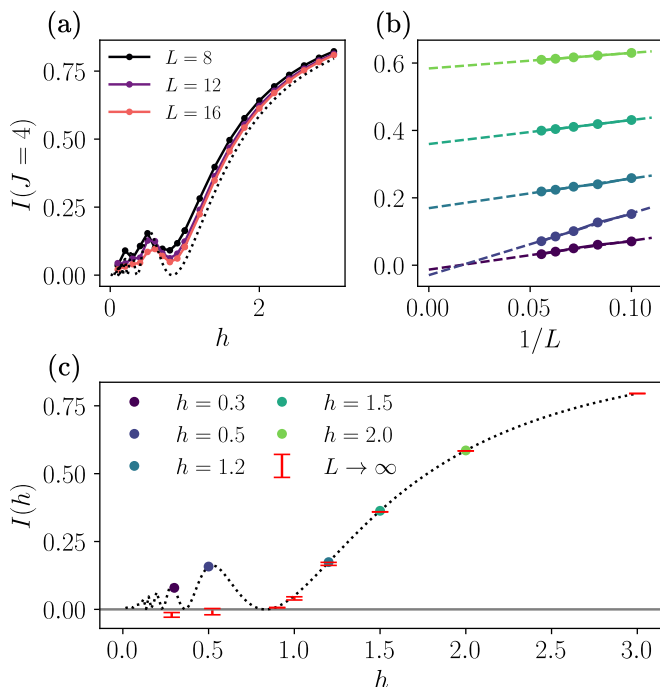 (a)
I(J = 4)
0.75
0.50
0.25
0.00
L = 8
L = 12
L = 16
0
2
h
(b)
0.6
0.4
0.2
0.0
0.00
0.05
0.10
1/L
(c)
I(h)
0.75
0.50
0.25
0.00
h = 0.3
h = 0.5
h = 1.2
h = 1.5
h = 2.0
L → ∞
0.0 0.5 1.0 1.5 2.0 2.5 3.0
h